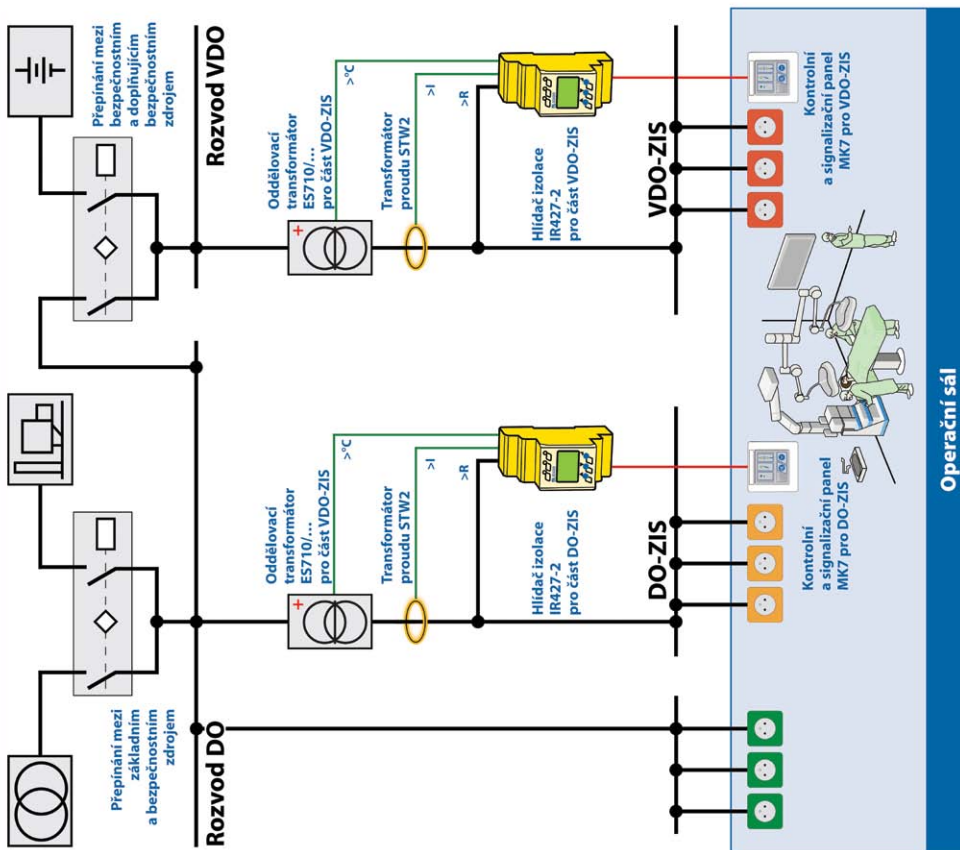 Přepínání mezi
základním
a bezpečnostním
zdrojem
Přepínání mezi
bezpečnostním
a doplňujícím
bezpečnostním
zdrojem
Rozvod DO
Rozvod VDO
Oddělovací
transformátor
ES710/...
pro část VDO-ZIS
+
>°C
Transformátor
proudu STW2
>I
>R
Hlídač izolace
IR427-2
pro část DO-ZIS
Oddělovací
transformátor
ES710/...
pro část VDO-ZIS
+
>°C
Transformátor
proudu STW2
>I
>R
Hlídač izolace
IR427-2
pro část VDO-ZIS
DO-ZIS
VDO-ZIS
Kontrolní
a signalizační panel
MK7 pro DO-ZIS
Kontrolní
a signalizační panel
MK7 pro VDO-ZIS
Operační sál